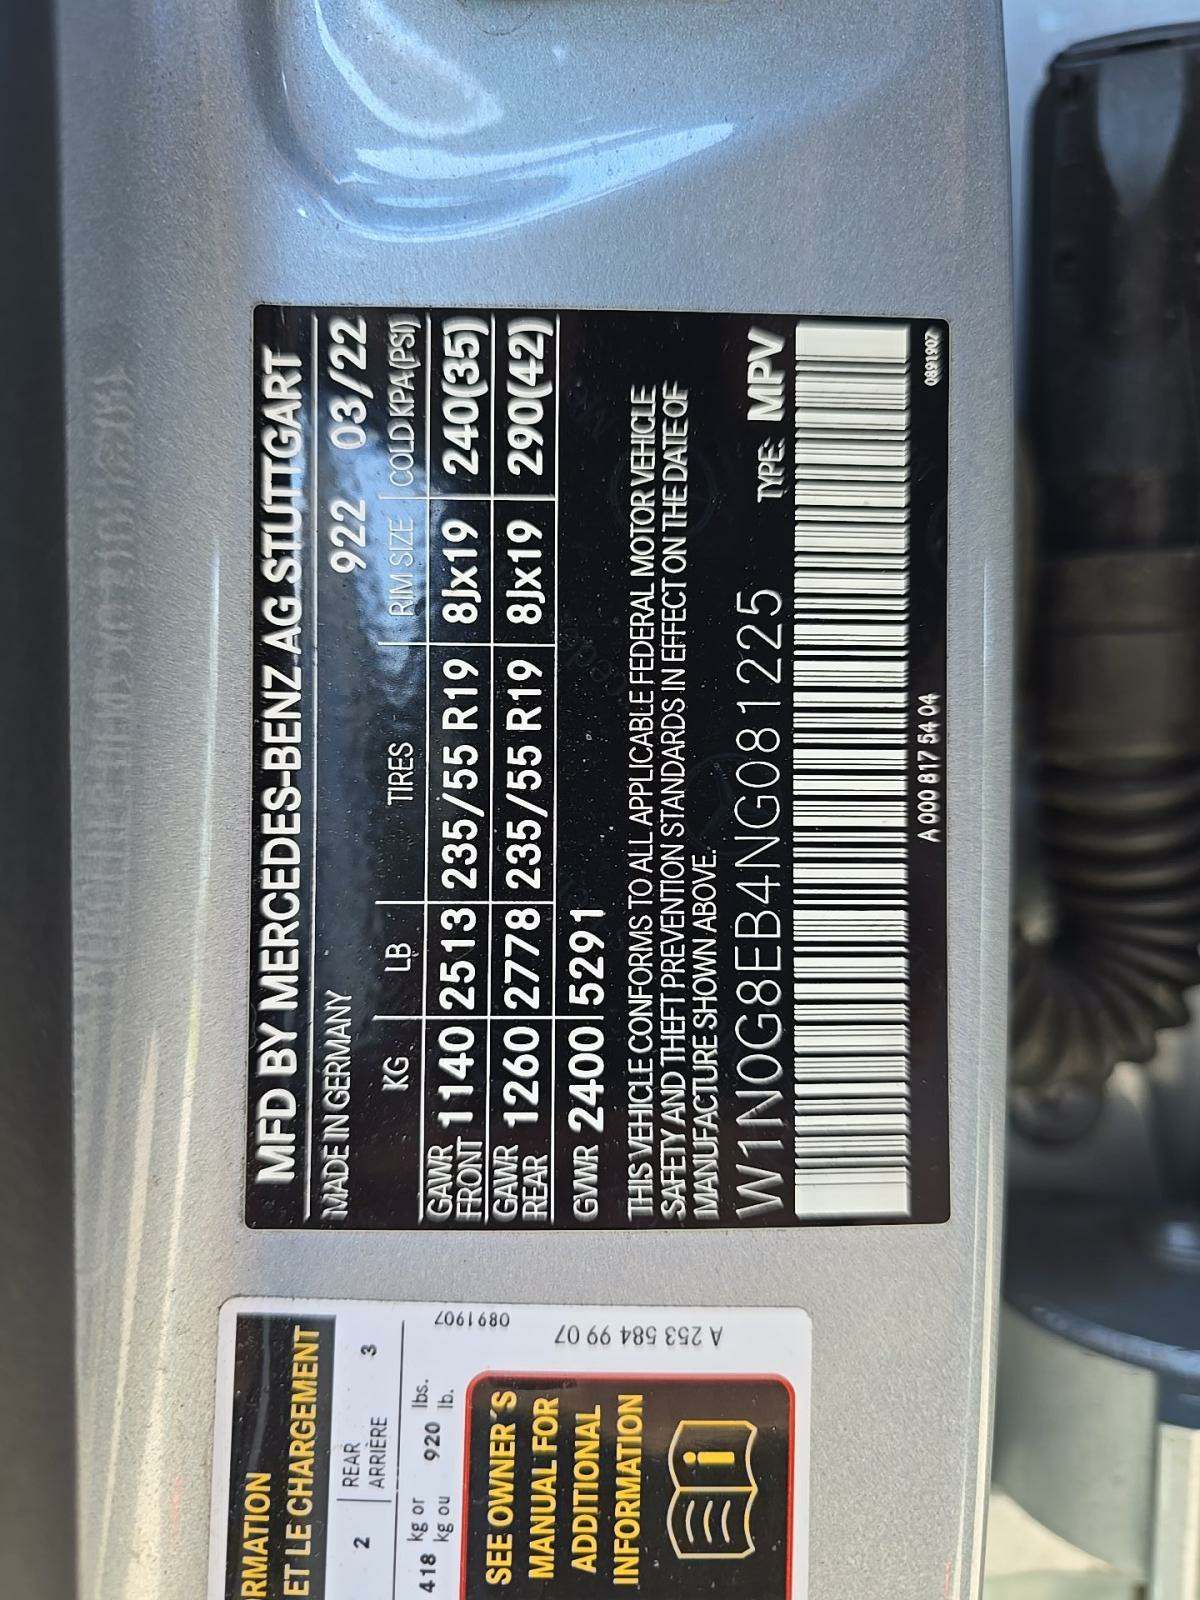 MFD BY MERCEDES-BENZ AG STUTTGART
MADE IN GERMANY 922 03/22
KG LB TIRES RIM SIZE COLD KPA(PSI)
GAWR FRONT 1140 2513 235/55 R19 8Jx19 240(35)
GAWR REAR 1260 2778 235/55 R19 8Jx19 290(42)
GVWR 2400 5291
THIS VEHICLE CONFORMS TO ALL APPLICABLE FEDERAL MOTOR VEHICLE
SAFETY AND THEFT PREVENTION STANDARDS IN EFFECT ON THE DATE OF
MANUFACTURE SHOWN ABOVE.
W1N0G8EB4NG081225 TYPE: MPV
A 000 817 54 04 0891907
ET LE CHARGEMENT
2 REAR 3
ARRIÈRE
418 kg or 920 lbs.
kg ou lb.
0891907
A 253 584 99 07
SEE OWNER'S
MANUAL FOR
ADDITIONAL
INFORMATION